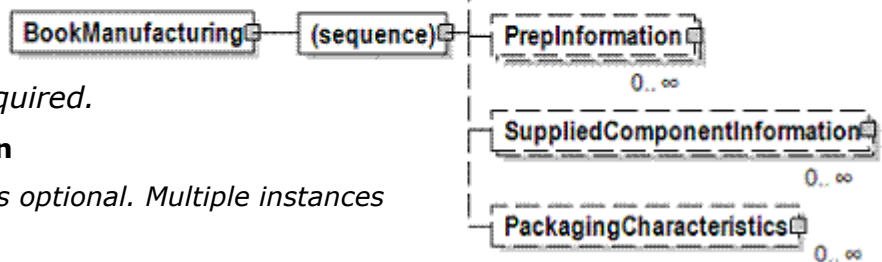 BookManufacturing
(sequence)
PrepInformation
0.. ∞
quired.
SuppliedComponentInformation
n
0.. ∞
s optional. Multiple instances
PackagingCharacteristics
0.. ∞